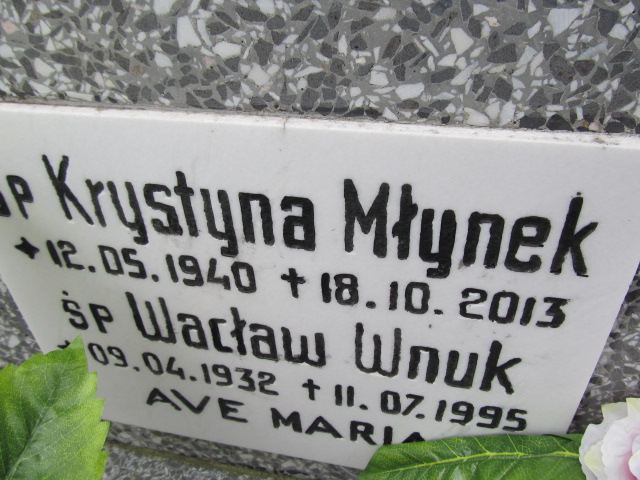 śp Krystyna Młynek
12.05.1940 † 18.10.2013
śp Wacław Wnuk
09.04.1932 † 11.07.1995
AVE MARIA